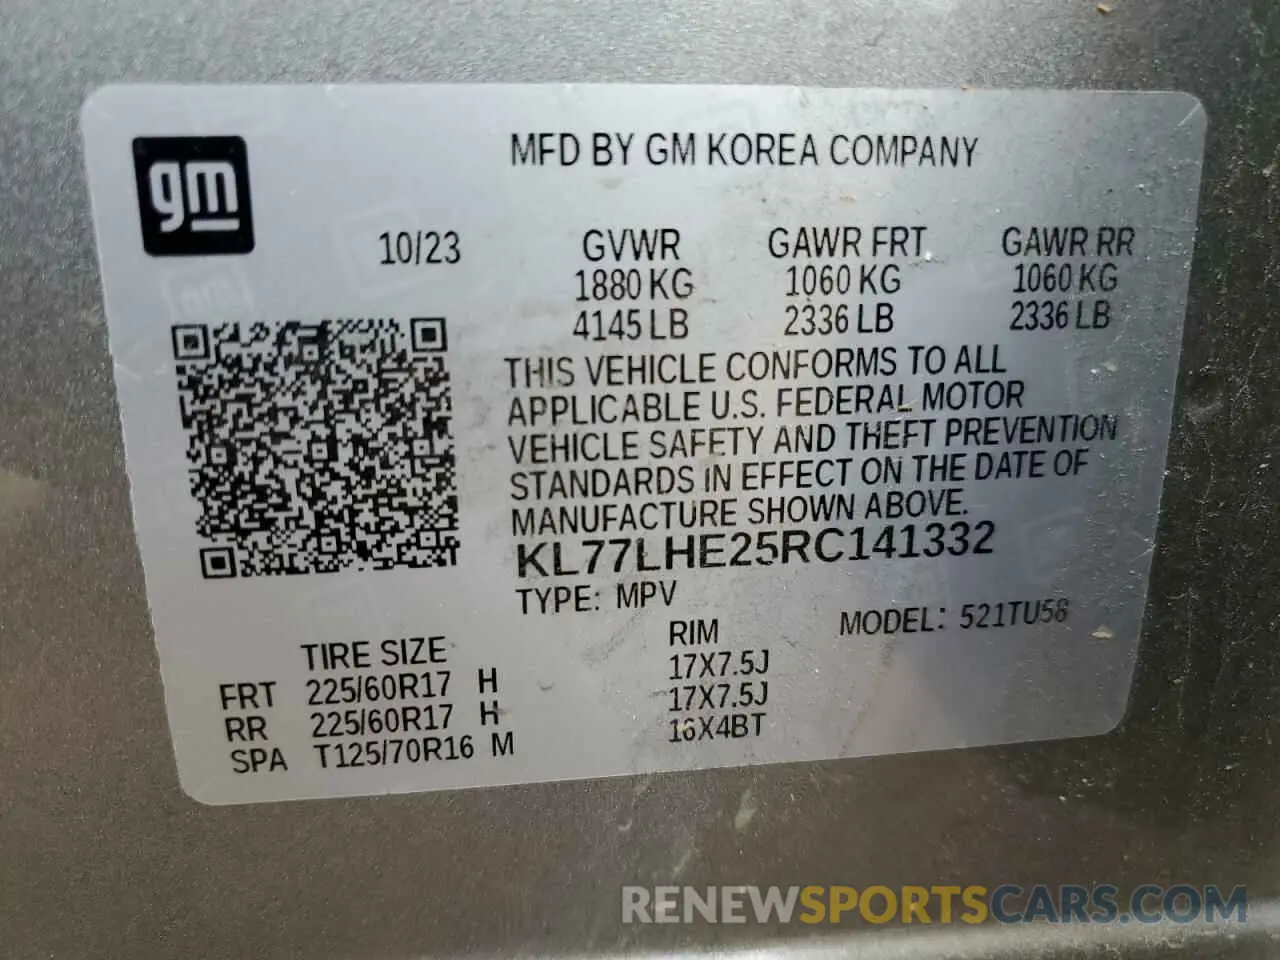 gm
MFD BY GM KOREA COMPANY
10/23
GVWR GAWR FRT GAWR RR
1880 KG 1060 KG 1060 KG
4145 LB 2336 LB 2336 LB
THIS VEHICLE CONFORMS TO ALL
APPLICABLE U.S. FEDERAL MOTOR
VEHICLE SAFETY AND THEFT PREVENTION
STANDARDS IN EFFECT ON THE DATE OF
MANUFACTURE SHOWN ABOVE.
KL77LHE25RC141332
TYPE: MPV
MODEL: 521TU58
TIRE SIZE RIM
FRT 225/60R17 H 17X7.5J
RR 225/60R17 H 17X7.5J
SPA T125/70R16 M 16X4BT
RENEWSPORTSCARS.COM